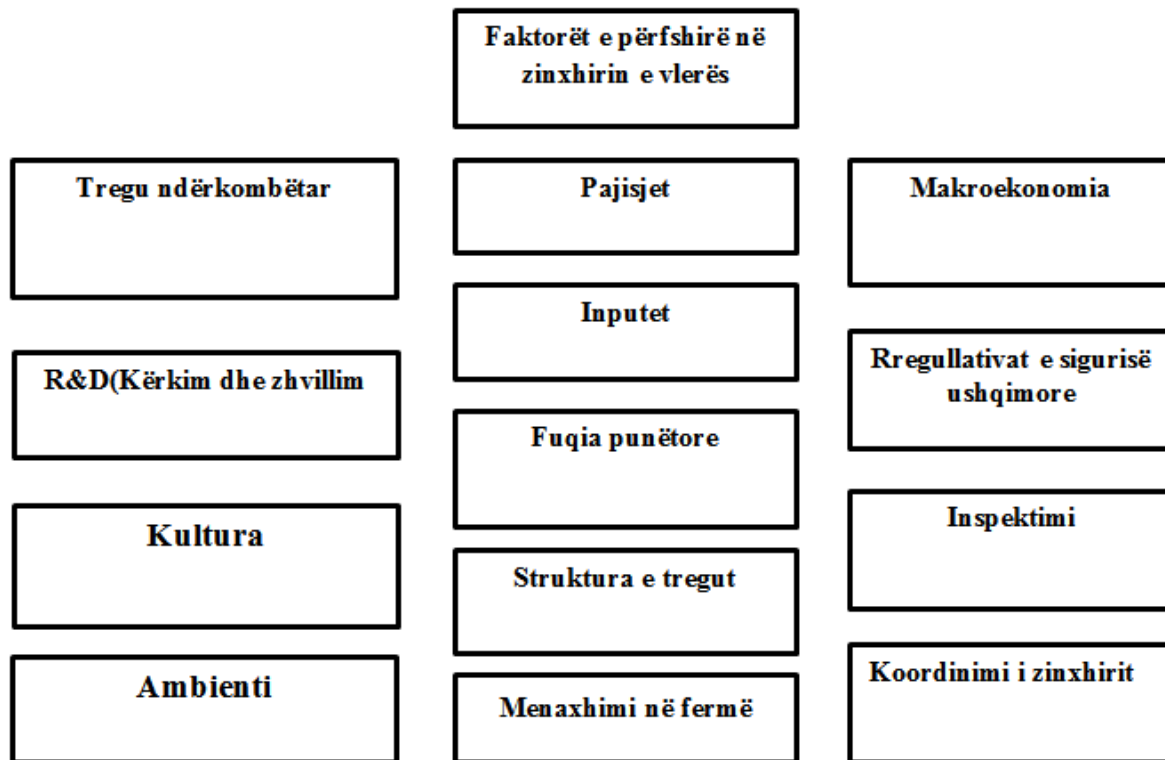 Faktorët e përfshirë në
zinxhirin e vlerës
Tregu ndërkombëtar
Pajisjet
Makroekonomia
Inputet
R&D(Kërkim dhe zhvillim
Rregullativat e sigurisë
ushqimore
Fuqia punëtore
Kultura
Inspektimi
Struktura e tregut
Ambienti
Menaxhimi në fermë
Koordinimi i zinxhirit